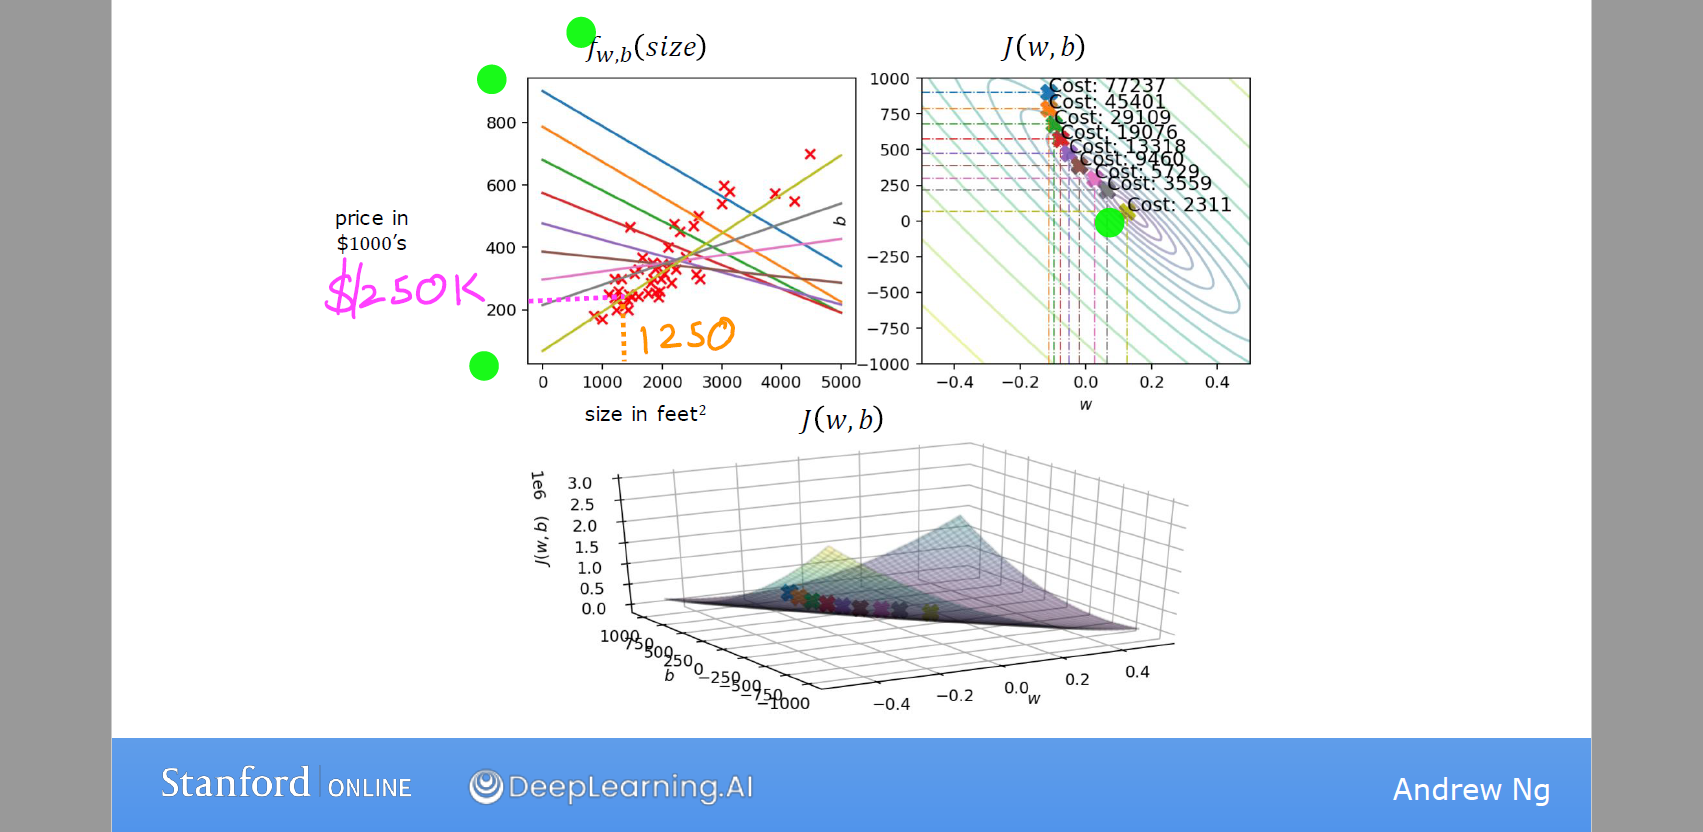 f w,b(size)
J(w, b)
800
600
400
200
0 1000 2000 3000 4000 5000
price in
$1000's
$250K
1250
size in feet²
1000
750
500
250
0
−250
−500
−750
−1000
b
Cost: 77237
Cost: 45401
Cost: 29109
Cost: 19076
Cost: 13318
Cost: 9460
Cost: 5729
Cost: 3559
Cost: 2311
−0.4 −0.2 0.0 0.2 0.4
w
J(w, b)
1e6
J(w, b)
3.0
2.5
2.0
1.5
1.0
0.5
0.0
1000
750
500
250
0
−250
−500
−750
−1000
b
−0.4 −0.2 0.0 0.2 0.4
w
Stanford ONLINE
DeepLearning.AI
Andrew Ng